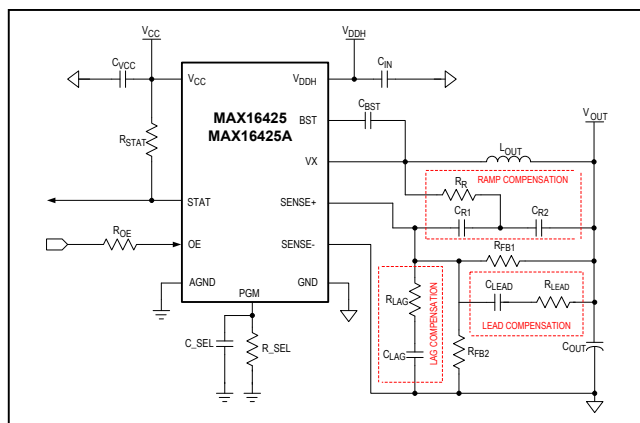 VCC
VDDH
CVCC
CIN
VCC
VDDH
MAX16425
MAX16425A
CBST
BST
VOUT
RSTAT
LOUT
VX
RR
RAMP COMPENSATION
STAT
SENSE+
CR1
CR2
ROE
OE
SENSE-
RFB1
CLEAD
RLEAD
AGND
GND
RLAG
LAG COMPENSATION
LEAD COMPENSATION
PGM
C_SEL
R_SEL
CLAG
RFB2
COUT